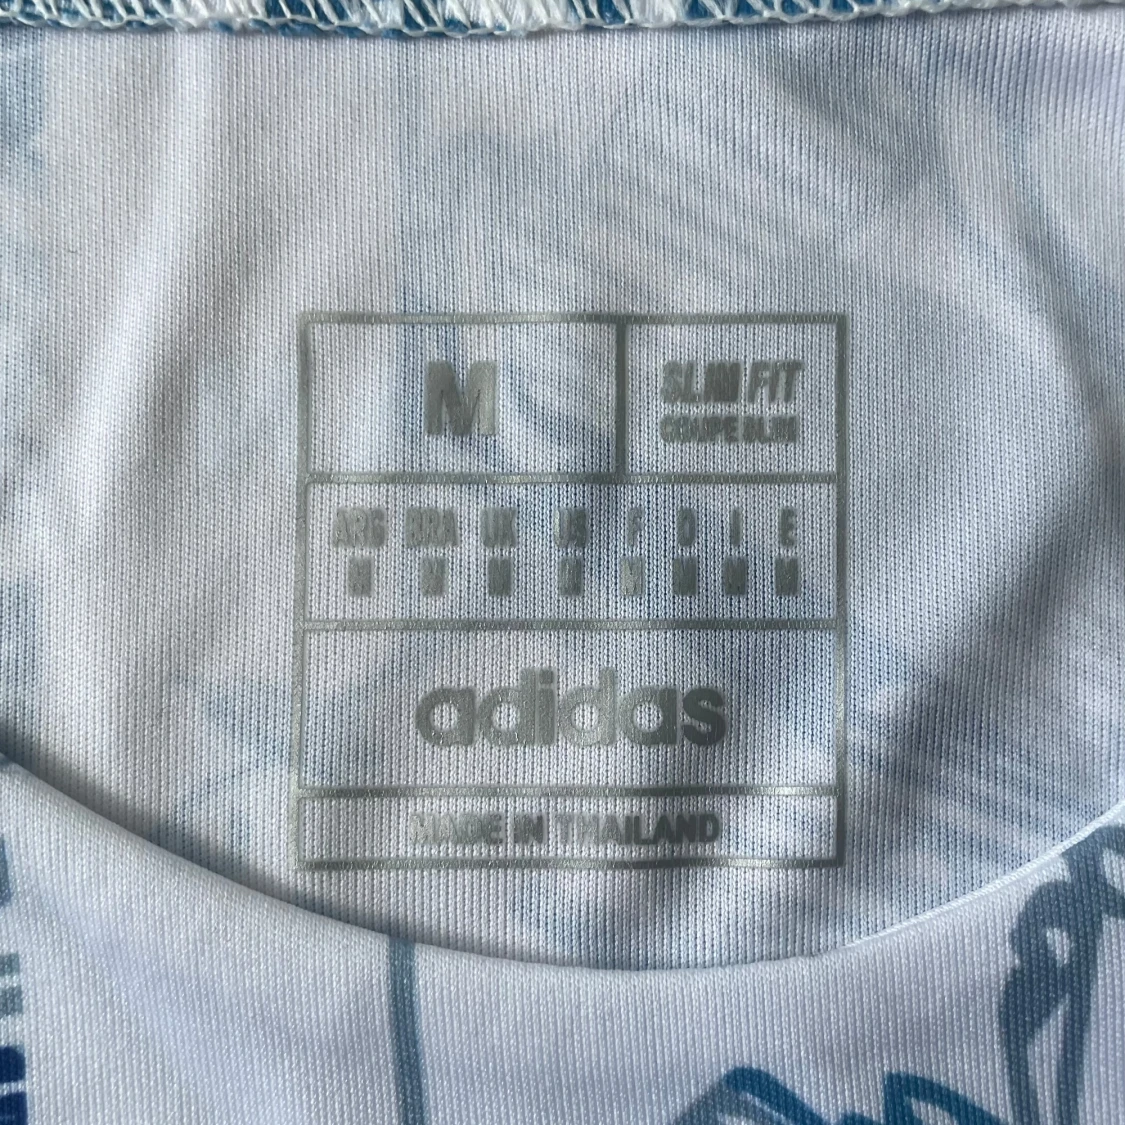 M
SLIM FIT
COUPE SLIM
ARG BRA UK US F D I E
M M M M M M M M
adidas
MADE IN THAILAND